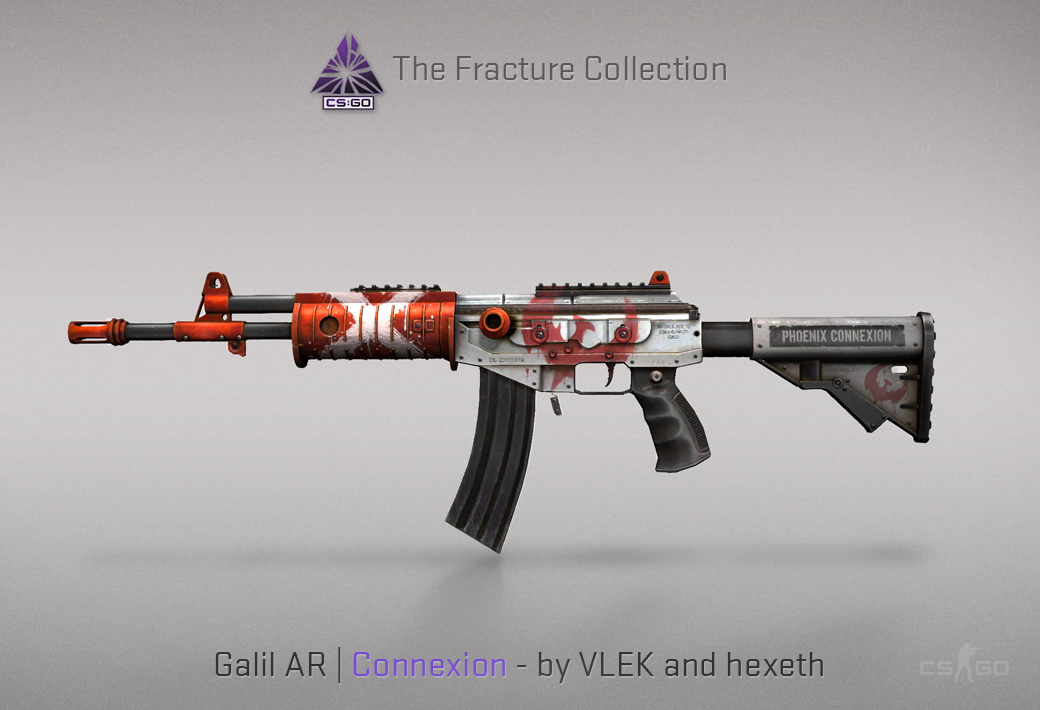 The Fracture Collection
CS:GO
PHOENIX CONNEXION
Galil AR | Connexion - by VLEK and hexeth
CS GO